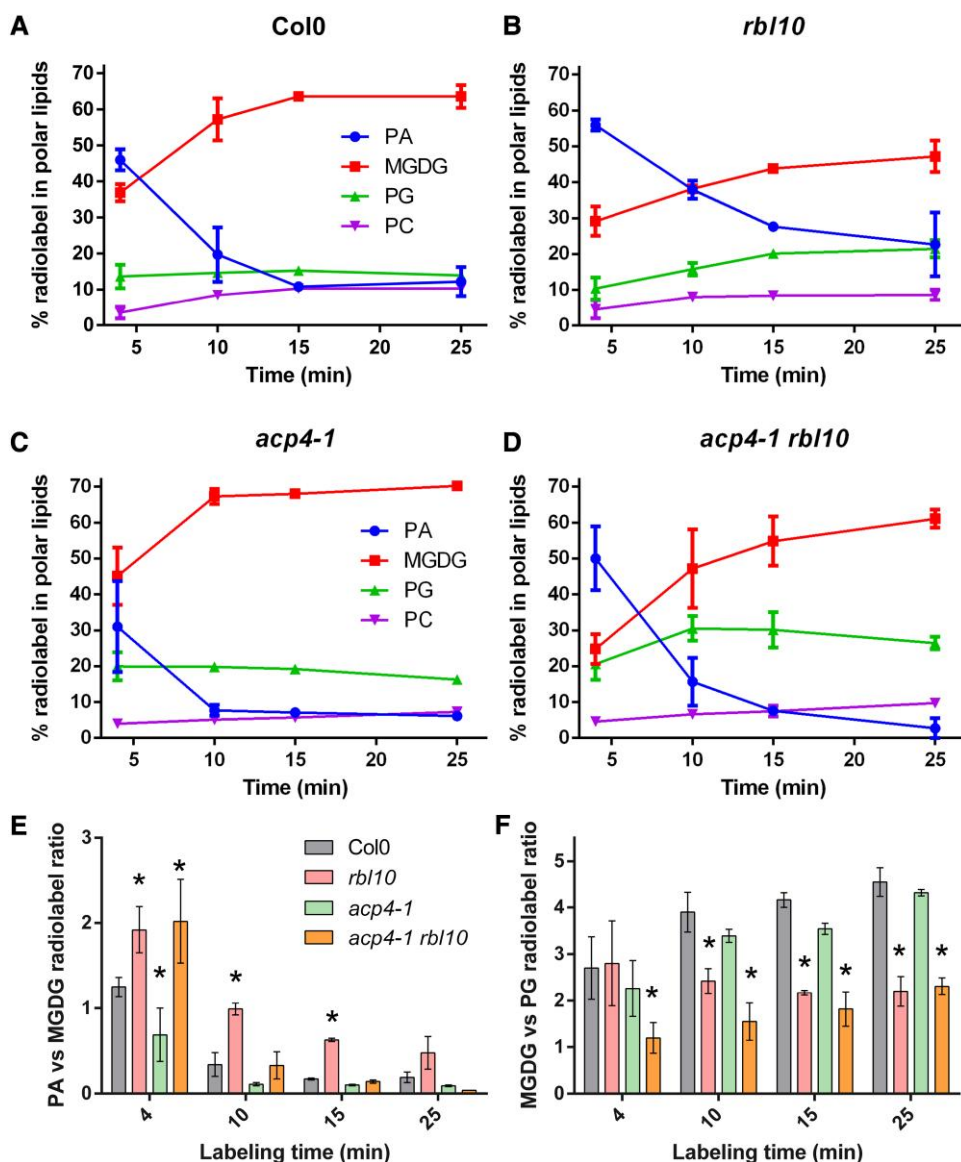 A Col0
% radiolabel in polar lipids
70
60
50
40
30
20
10
0
PA
MGDG
PG
PC
5 10 15 20 25
Time (min)
B rbl10
% radiolabel in polar lipids
70
60
50
40
30
20
10
0
5 10 15 20 25
Time (min)
C acp4-1
% radiolabel in polar lipids
70
60
50
40
30
20
10
0
PA
MGDG
PG
PC
5 10 15 20 25
Time (min)
D acp4-1 rbl10
% radiolabel in polar lipids
70
60
50
40
30
20
10
0
5 10 15 20 25
Time (min)
E
PA vs MGDG radiolabel ratio
3
2
1
0
* * *
*
*
Col0
rbl10
acp4-1
acp4-1 rbl10
4 10 15 25
Labeling time (min)
F
MGDG vs PG radiolabel ratio
5
4
3
2
1
0
* * * * * * *
4 10 15 25
Labeling time (min)